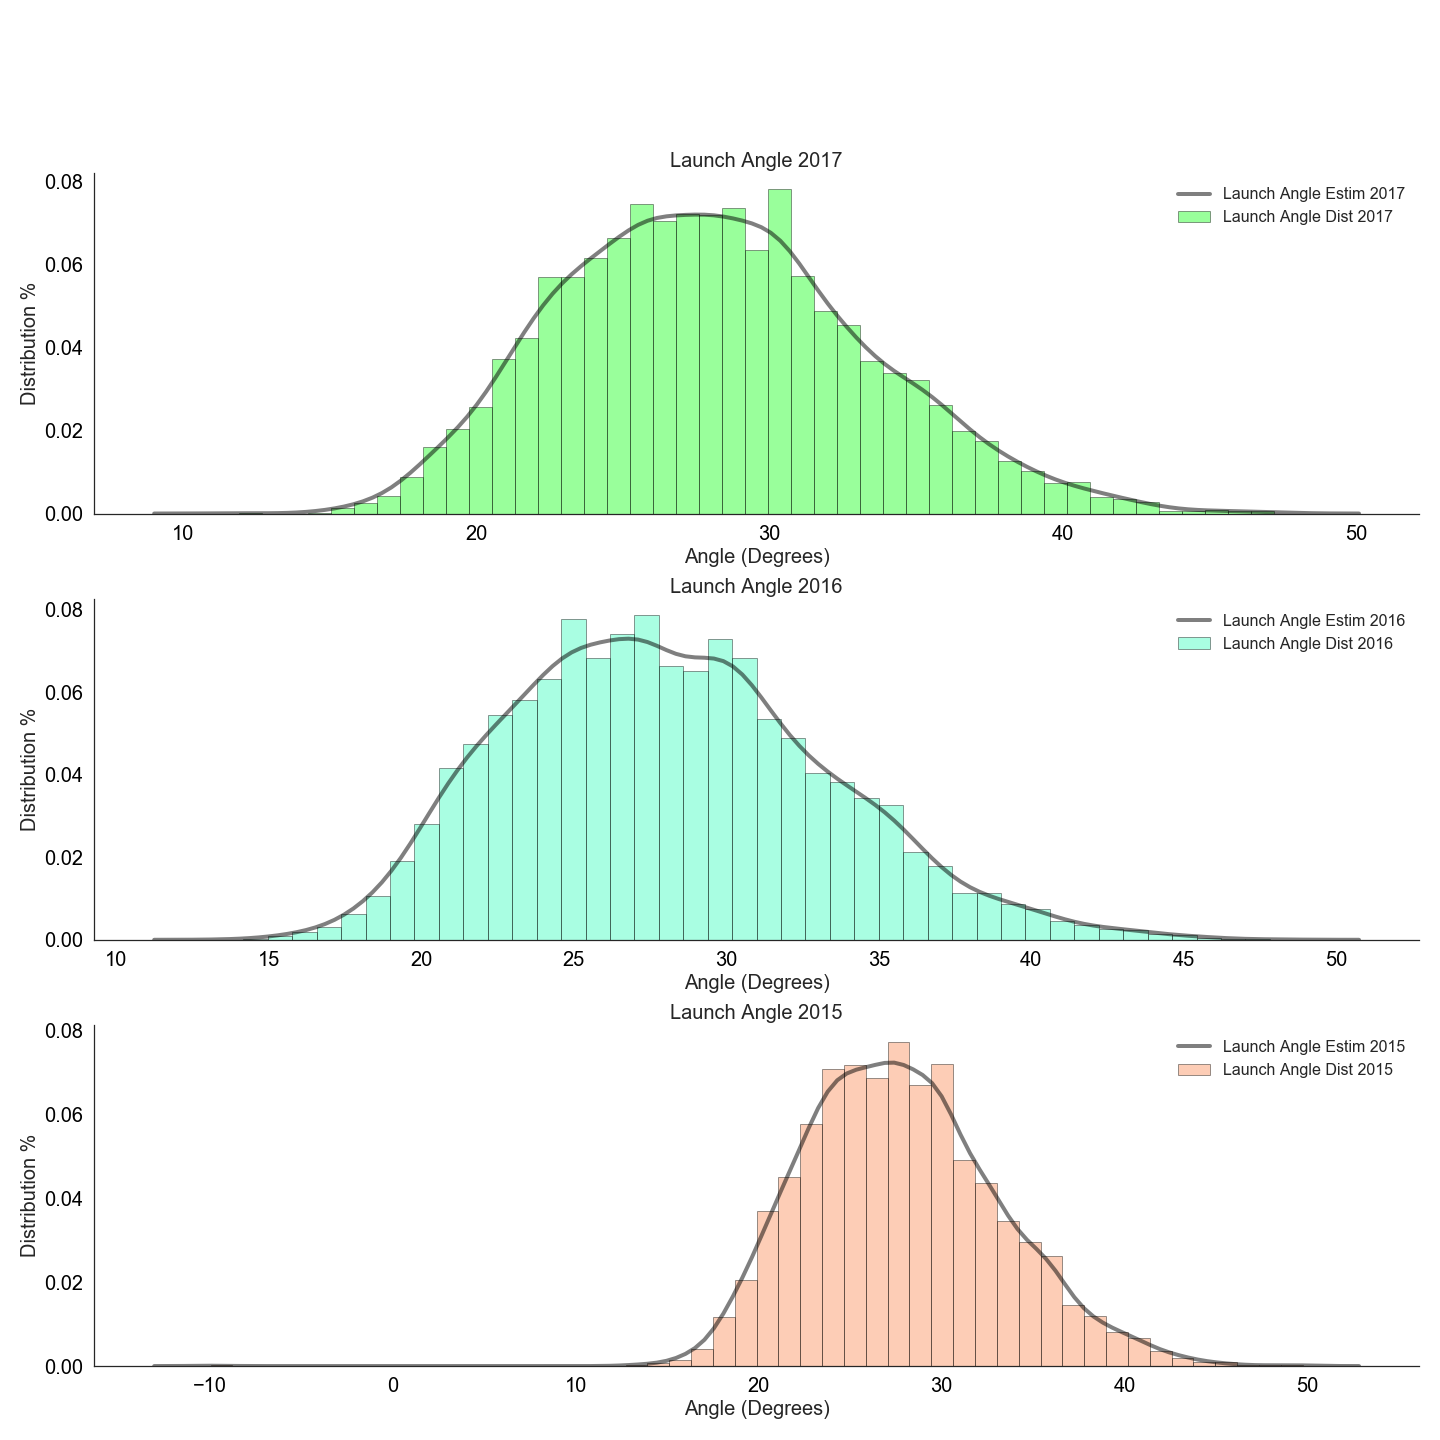 Launch Angle 2017
0.08
0.06
0.04
0.02
0.00
Distribution %
Launch Angle Estim 2017
Launch Angle Dist 2017
10 20 30 40 50
Angle (Degrees)
Launch Angle 2016
0.08
0.06
0.04
0.02
0.00
Distribution %
Launch Angle Estim 2016
Launch Angle Dist 2016
10 15 20 25 30 35 40 45 50
Angle (Degrees)
Launch Angle 2015
0.08
0.06
0.04
0.02
0.00
Distribution %
Launch Angle Estim 2015
Launch Angle Dist 2015
−10 0 10 20 30 40 50
Angle (Degrees)